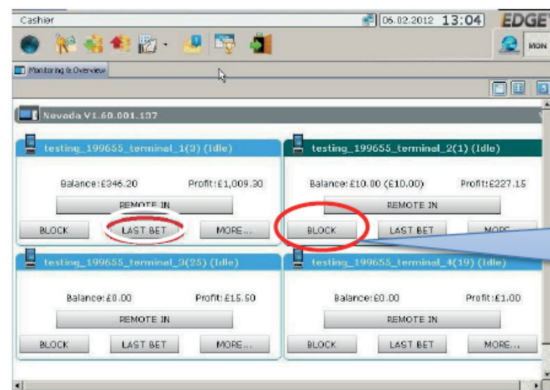 Cashier 06.02.2012 13:04 EDGE
MON
Monitoring & Overview
Nevada V1.60.001.137
testing_199655_terminal_1(3) (Idle) testing_199655_terminal_2(1) (Idle)
Balance:£346.20 Profit:£1,009.30 Balance:£10.00 (£10.00) Profit:£227.15
REMOTE IN REMOTE IN
BLOCK LAST BET MORE... BLOCK LAST BET MORE...
testing_199655_terminal_3(25) (Idle) testing_199655_terminal_4(19) (Idle)
Balance:£0.00 Profit:£15.50 Balance:£0.00 Profit:£1.00
REMOTE IN REMOTE IN
BLOCK LAST BET MORE... BLOCK LAST BET MORE...